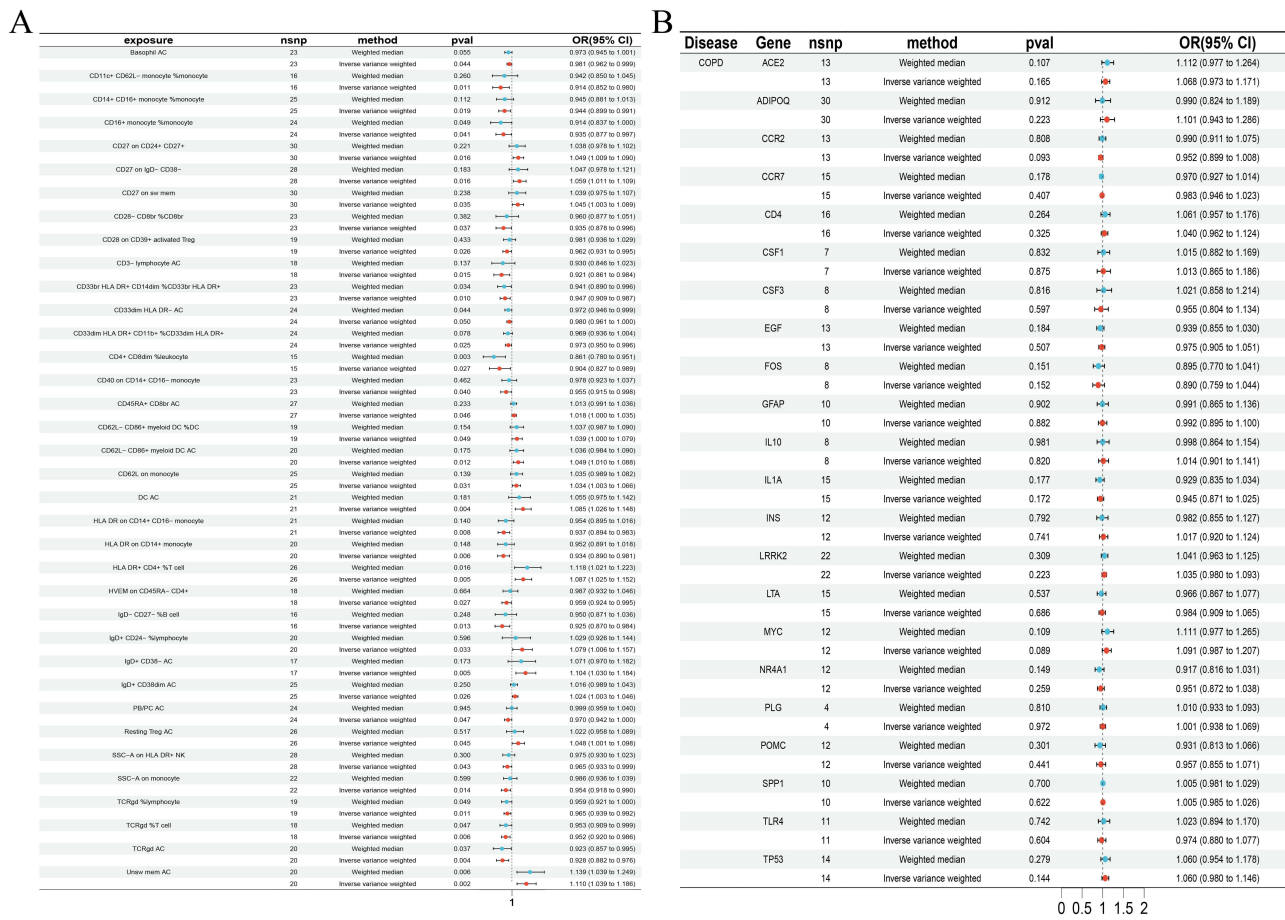 A
exposure nsnp method pval OR(95% CI)
Basophil AC 23 Weighted median 0.055 0.973 (0.945 to 1.001)
23 Inverse variance weighted 0.044 0.981 (0.962 to 0.999)
CD11c+ CD62L− monocyte %monocyte 16 Weighted median 0.260 0.942 (0.850 to 1.045)
16 Inverse variance weighted 0.011 0.914 (0.852 to 0.980)
CD14+ CD16+ monocyte %monocyte 25 Weighted median 0.112 0.945 (0.881 to 1.013)
25 Inverse variance weighted 0.019 0.944 (0.899 to 0.991)
CD16+ monocyte %monocyte 24 Weighted median 0.049 0.914 (0.837 to 1.000)
24 Inverse variance weighted 0.041 0.935 (0.877 to 0.997)
CD27 on CD24+ CD27+ 30 Weighted median 0.221 1.038 (0.978 to 1.102)
30 Inverse variance weighted 0.016 1.049 (1.009 to 1.090)
CD27 on IgD− CD38− 28 Weighted median 0.183 1.047 (0.978 to 1.121)
28 Inverse variance weighted 0.016 1.059 (1.011 to 1.109)
CD27 on sw mem 30 Weighted median 0.238 1.039 (0.975 to 1.107)
30 Inverse variance weighted 0.035 1.045 (1.003 to 1.089)
CD28− CD8br %CD8br 23 Weighted median 0.382 0.960 (0.877 to 1.051)
23 Inverse variance weighted 0.037 0.935 (0.878 to 0.996)
CD28 on CD39+ activated Treg 19 Weighted median 0.433 0.981 (0.936 to 1.029)
19 Inverse variance weighted 0.026 0.962 (0.931 to 0.995)
CD3− lymphocyte AC 18 Weighted median 0.137 0.930 (0.846 to 1.023)
18 Inverse variance weighted 0.015 0.921 (0.861 to 0.984)
CD33br HLA DR+ CD14dim %CD33br HLA DR+ 23 Weighted median 0.034 0.941 (0.890 to 0.996)
23 Inverse variance weighted 0.010 0.947 (0.909 to 0.987)
CD33dim HLA DR− AC 24 Weighted median 0.044 0.972 (0.946 to 0.999)
24 Inverse variance weighted 0.050 0.980 (0.961 to 1.000)
CD33dim HLA DR+ CD11b+ %CD33dim HLA DR+ 24 Weighted median 0.078 0.969 (0.936 to 1.004)
24 Inverse variance weighted 0.025 0.973 (0.950 to 0.996)
CD4+ CD8dim %leukocyte 15 Weighted median 0.003 0.861 (0.780 to 0.951)
15 Inverse variance weighted 0.027 0.904 (0.827 to 0.989)
CD40 on CD14+ CD16− monocyte 23 Weighted median 0.462 0.978 (0.923 to 1.037)
23 Inverse variance weighted 0.040 0.955 (0.915 to 0.998)
CD45RA+ CD8br AC 27 Weighted median 0.233 1.013 (0.991 to 1.036)
27 Inverse variance weighted 0.046 1.018 (1.000 to 1.035)
CD62L− CD86+ myeloid DC %DC 19 Weighted median 0.154 1.037 (0.987 to 1.090)
19 Inverse variance weighted 0.049 1.039 (1.000 to 1.079)
CD62L− CD86+ myeloid DC AC 20 Weighted median 0.175 1.036 (0.984 to 1.090)
20 Inverse variance weighted 0.012 1.049 (1.010 to 1.088)
CD62L on monocyte 25 Weighted median 0.139 1.035 (0.989 to 1.082)
25 Inverse variance weighted 0.031 1.034 (1.003 to 1.066)
DC AC 21 Weighted median 0.181 1.055 (0.975 to 1.142)
21 Inverse variance weighted 0.004 1.085 (1.026 to 1.148)
HLA DR on CD14+ CD16− monocyte 21 Weighted median 0.140 0.954 (0.895 to 1.016)
21 Inverse variance weighted 0.008 0.937 (0.894 to 0.983)
HLA DR on CD14+ monocyte 20 Weighted median 0.148 0.952 (0.891 to 1.018)
20 Inverse variance weighted 0.006 0.934 (0.890 to 0.981)
HLA DR+ CD4+ %T cell 26 Weighted median 0.016 1.118 (1.021 to 1.223)
26 Inverse variance weighted 0.005 1.087 (1.025 to 1.152)
HVEM on CD45RA− CD4+ 18 Weighted median 0.664 0.987 (0.932 to 1.046)
18 Inverse variance weighted 0.027 0.959 (0.924 to 0.995)
IgD− CD27− %B cell 16 Weighted median 0.248 0.950 (0.871 to 1.036)
16 Inverse variance weighted 0.013 0.925 (0.870 to 0.984)
IgD+ CD24− %lymphocyte 20 Weighted median 0.596 1.029 (0.926 to 1.144)
20 Inverse variance weighted 0.033 1.079 (1.006 to 1.157)
IgD+ CD38− AC 17 Weighted median 0.173 1.071 (0.970 to 1.182)
17 Inverse variance weighted 0.005 1.104 (1.030 to 1.184)
IgD+ CD38dim AC 25 Weighted median 0.250 1.016 (0.989 to 1.043)
25 Inverse variance weighted 0.026 1.024 (1.003 to 1.046)
PB/PC AC 24 Weighted median 0.945 0.999 (0.959 to 1.040)
24 Inverse variance weighted 0.047 0.970 (0.942 to 1.000)
Resting Treg AC 26 Weighted median 0.517 1.022 (0.958 to 1.089)
26 Inverse variance weighted 0.045 1.048 (1.001 to 1.098)
SSC−A on HLA DR+ NK 28 Weighted median 0.300 0.975 (0.930 to 1.023)
28 Inverse variance weighted 0.043 0.965 (0.933 to 0.999)
SSC−A on monocyte 22 Weighted median 0.599 0.986 (0.936 to 1.039)
22 Inverse variance weighted 0.014 0.954 (0.918 to 0.990)
TCRgd %lymphocyte 19 Weighted median 0.049 0.959 (0.921 to 1.000)
19 Inverse variance weighted 0.011 0.965 (0.939 to 0.992)
TCRgd %T cell 18 Weighted median 0.047 0.953 (0.909 to 0.999)
18 Inverse variance weighted 0.006 0.952 (0.920 to 0.986)
TCRgd AC 20 Weighted median 0.037 0.923 (0.857 to 0.995)
20 Inverse variance weighted 0.004 0.928 (0.882 to 0.976)
Unsw mem AC 20 Weighted median 0.006 1.139 (1.039 to 1.249)
20 Inverse variance weighted 0.002 1.110 (1.039 to 1.186)
1
B
Disease Gene nsnp method pval OR(95% CI)
COPD ACE2 13 Weighted median 0.107 1.112 (0.977 to 1.264)
13 Inverse variance weighted 0.165 1.068 (0.973 to 1.171)
ADIPOQ 30 Weighted median 0.912 0.990 (0.824 to 1.189)
30 Inverse variance weighted 0.223 1.101 (0.943 to 1.286)
CCR2 13 Weighted median 0.808 0.990 (0.911 to 1.075)
13 Inverse variance weighted 0.093 0.952 (0.899 to 1.008)
CCR7 15 Weighted median 0.178 0.970 (0.927 to 1.014)
15 Inverse variance weighted 0.407 0.983 (0.946 to 1.023)
CD4 16 Weighted median 0.264 1.061 (0.957 to 1.176)
16 Inverse variance weighted 0.325 1.040 (0.962 to 1.124)
CSF1 7 Weighted median 0.832 1.015 (0.882 to 1.169)
7 Inverse variance weighted 0.875 1.013 (0.865 to 1.186)
CSF3 8 Weighted median 0.816 1.021 (0.858 to 1.214)
8 Inverse variance weighted 0.597 0.955 (0.804 to 1.134)
EGF 13 Weighted median 0.184 0.939 (0.855 to 1.030)
13 Inverse variance weighted 0.507 0.975 (0.905 to 1.051)
FOS 8 Weighted median 0.151 0.895 (0.770 to 1.041)
8 Inverse variance weighted 0.152 0.890 (0.759 to 1.044)
GFAP 10 Weighted median 0.902 0.991 (0.865 to 1.136)
10 Inverse variance weighted 0.882 0.992 (0.895 to 1.100)
IL10 8 Weighted median 0.981 0.998 (0.864 to 1.154)
8 Inverse variance weighted 0.820 1.014 (0.901 to 1.141)
IL1A 15 Weighted median 0.177 0.929 (0.835 to 1.034)
15 Inverse variance weighted 0.172 0.945 (0.871 to 1.025)
INS 12 Weighted median 0.792 0.982 (0.855 to 1.127)
12 Inverse variance weighted 0.741 1.017 (0.920 to 1.124)
LRRK2 22 Weighted median 0.309 1.041 (0.963 to 1.125)
22 Inverse variance weighted 0.223 1.035 (0.980 to 1.093)
LTA 15 Weighted median 0.537 0.966 (0.867 to 1.077)
15 Inverse variance weighted 0.686 0.984 (0.909 to 1.065)
MYC 12 Weighted median 0.109 1.111 (0.977 to 1.265)
12 Inverse variance weighted 0.089 1.091 (0.987 to 1.207)
NR4A1 12 Weighted median 0.149 0.917 (0.816 to 1.031)
12 Inverse variance weighted 0.259 0.951 (0.872 to 1.038)
PLG 4 Weighted median 0.810 1.010 (0.933 to 1.093)
4 Inverse variance weighted 0.972 1.001 (0.938 to 1.069)
POMC 12 Weighted median 0.301 0.931 (0.813 to 1.066)
12 Inverse variance weighted 0.441 0.957 (0.855 to 1.071)
SPP1 10 Weighted median 0.700 1.005 (0.981 to 1.029)
10 Inverse variance weighted 0.622 1.005 (0.985 to 1.026)
TLR4 11 Weighted median 0.742 1.023 (0.894 to 1.170)
11 Inverse variance weighted 0.604 0.974 (0.880 to 1.077)
TP53 14 Weighted median 0.279 1.060 (0.954 to 1.178)
14 Inverse variance weighted 0.144 1.060 (0.980 to 1.146)
0 0.5 1 1.5 2